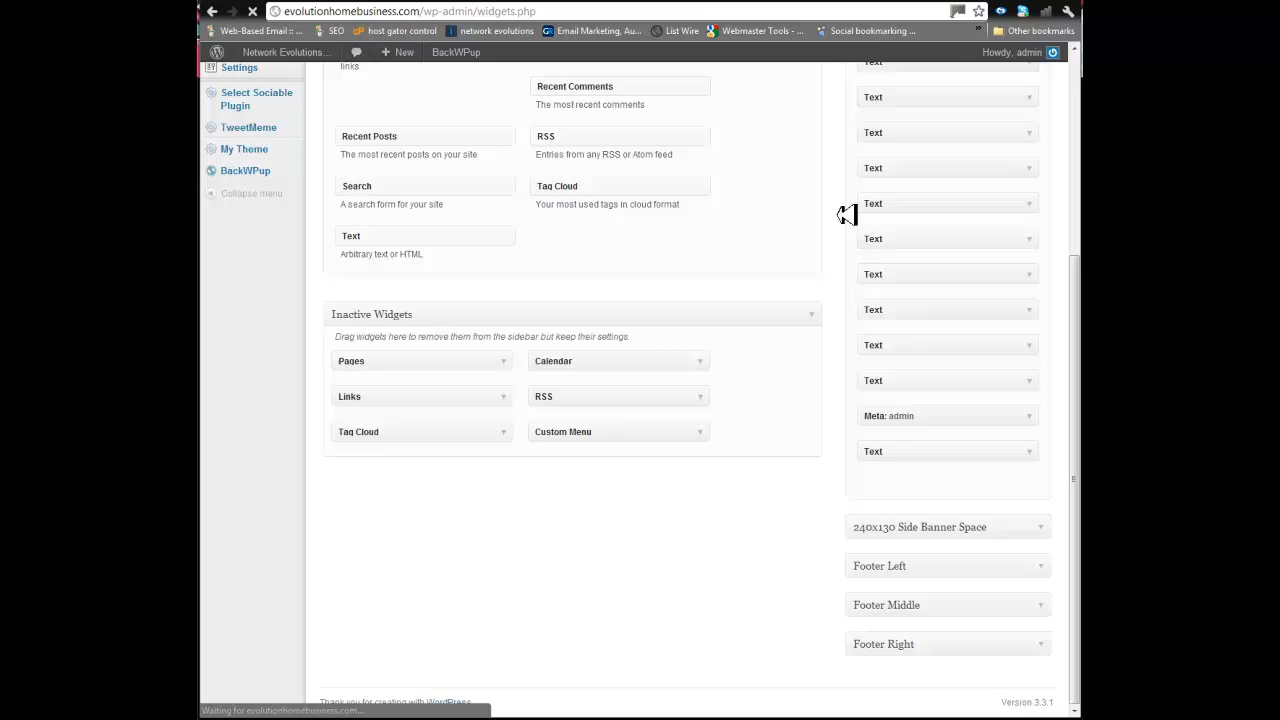 evolutionhomebusiness.com/wp-admin/widgets.php
Web-Based Email :: ... SEO host gator control network evolutions Email Marketing, Au... List Wire Webmaster Tools - ... Social bookmarking ... » Other bookmarks
Network Evolutions... + New BackWPup Howdy, admin
Settings
Select Sociable
Plugin
TweetMeme
My Theme
BackWPup
Collapse menu
links
Recent Comments
The most recent comments
Recent Posts
The most recent posts on your site
RSS
Entries from any RSS or Atom feed
Search
A search form for your site
Tag Cloud
Your most used tags in cloud format
Text
Arbitrary text or HTML
Inactive Widgets
Drag widgets here to remove them from the sidebar but keep their settings.
Pages
Calendar
Links
RSS
Tag Cloud
Custom Menu
Text
Text
Text
Text
Text
Text
Text
Text
Text
Text
Meta: admin
Text
240x130 Side Banner Space
Footer Left
Footer Middle
Footer Right
Thank you for creating with WordPress.
Version 3.3.1
Waiting for evolutionhomebusiness.com...